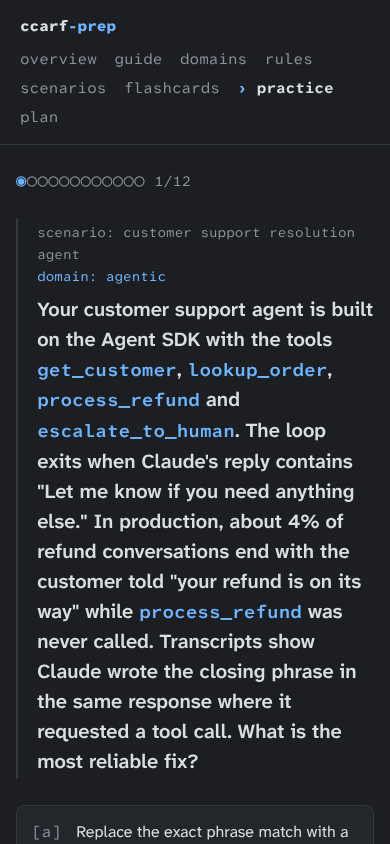 ccarf-prep
overview guide domains rules
scenarios flashcards › practice
plan
1/12
scenario: customer support resolution
agent
domain: agentic
Your customer support agent is built
on the Agent SDK with the tools
get_customer, lookup_order,
process_refund and
escalate_to_human. The loop
exits when Claude's reply contains
"Let me know if you need anything
else." In production, about 4% of
refund conversations end with the
customer told "your refund is on its
way" while process_refund was
never called. Transcripts show
Claude wrote the closing phrase in
the same response where it
requested a tool call. What is the
most reliable fix?
[a] Replace the exact phrase match with a